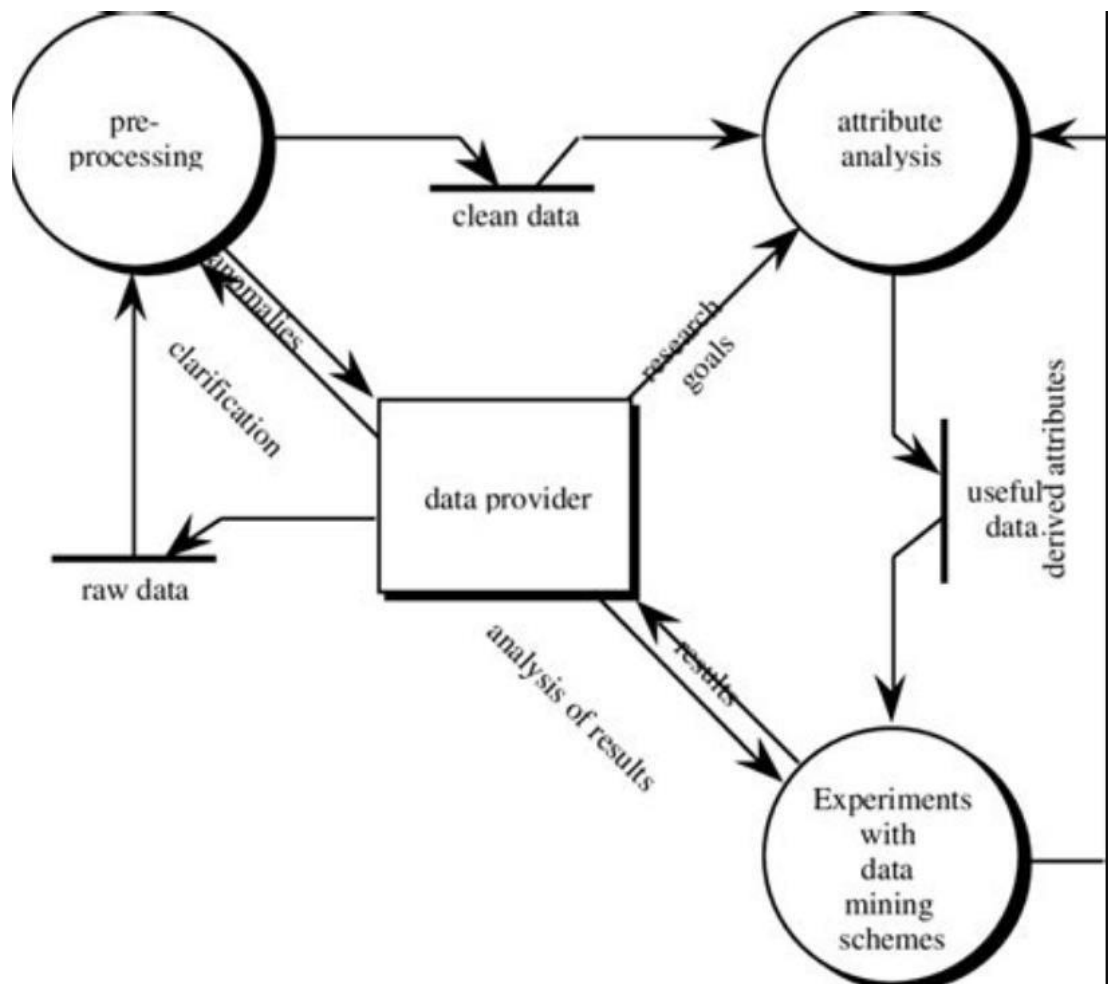 pre-
processing
attribute
analysis
clean data
anomalies
clarification
research
goals
data provider
useful
data
derived attributes
raw data
analysis of results
results
Experiments
with
data
mining
schemes